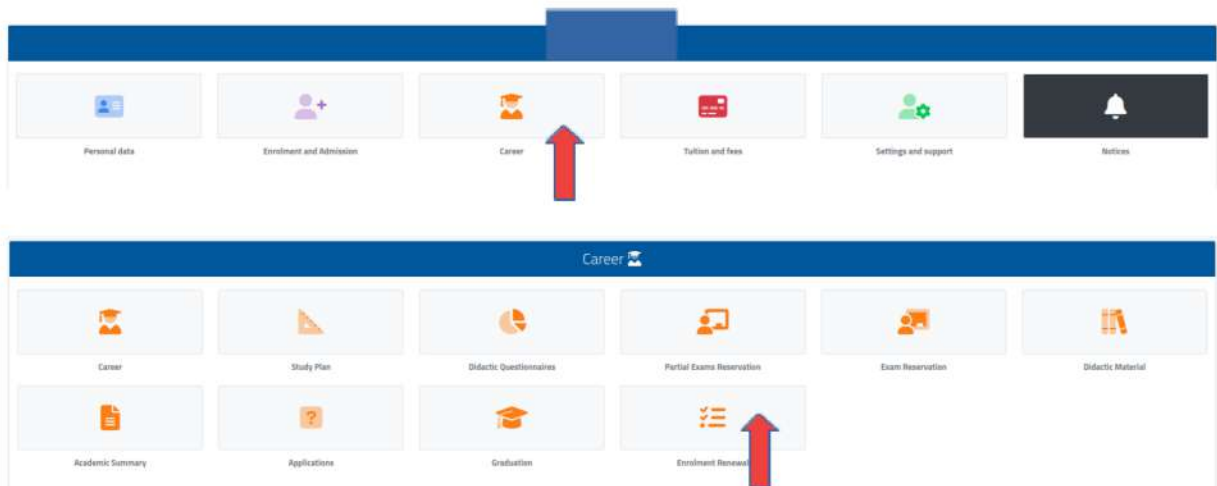 Personal data Enrolment and Admission Career Tuition and fees Settings and support Notices
Career
Career Study Plan Didactic Questionnaires Partial Exams Reservation Exam Reservation Didactic Material
Academic Summary Applications Graduation Enrolment Renewal